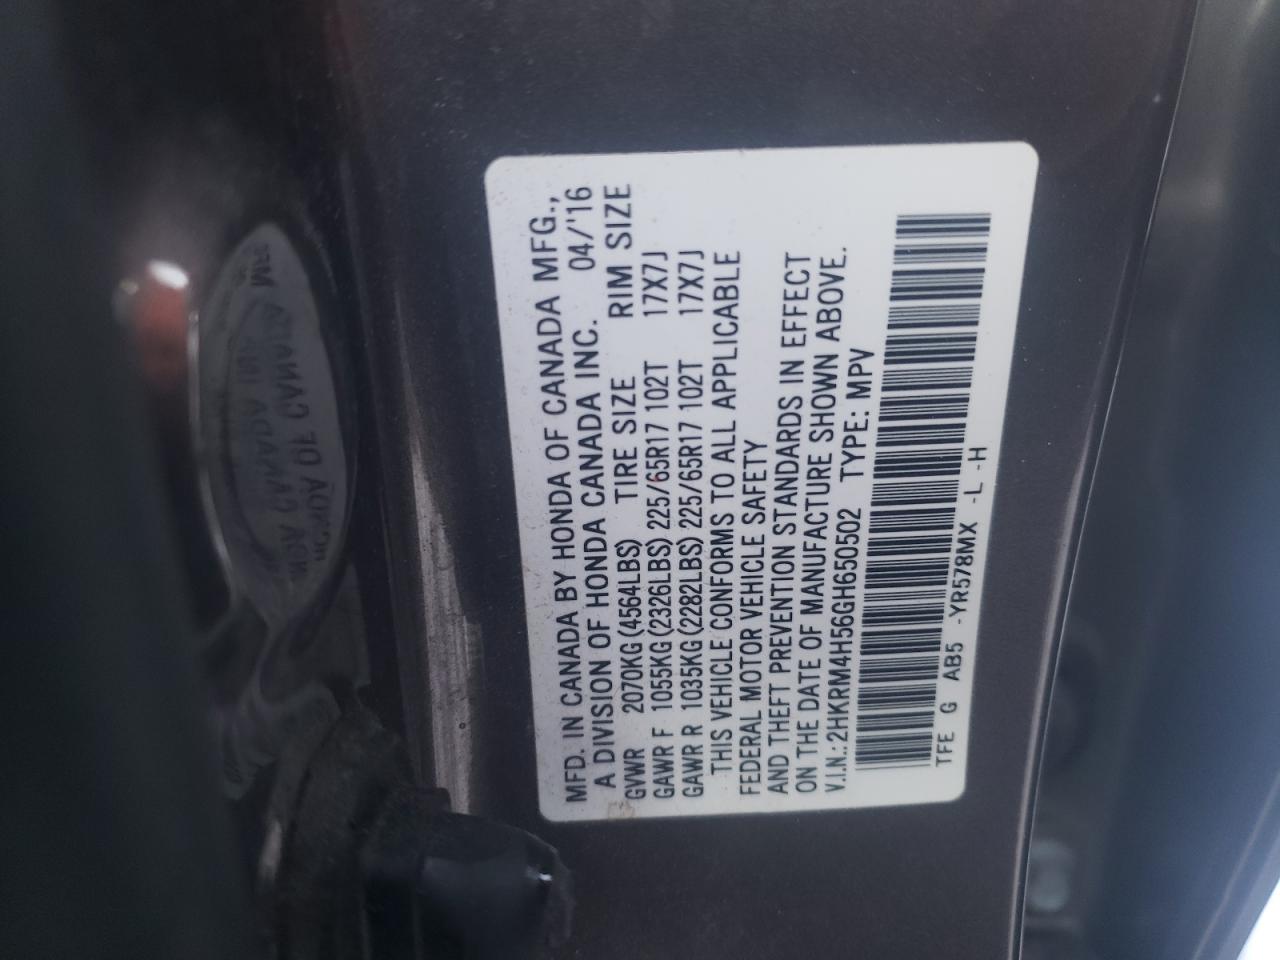 MFD. IN CANADA BY HONDA OF CANADA MFG.,
A DIVISION OF HONDA CANADA INC. 04/'16
GVWR 2070KG (4564LBS) TIRE SIZE RIM SIZE
GAWR F 1055KG (2326LBS) 225/65R17 102T 17X7J
GAWR R 1035KG (2282LBS) 225/65R17 102T 17X7J
THIS VEHICLE CONFORMS TO ALL APPLICABLE
FEDERAL MOTOR VEHICLE SAFETY
AND THEFT PREVENTION STANDARDS IN EFFECT
ON THE DATE OF MANUFACTURE SHOWN ABOVE.
V.I.N.: 2HKRM4H56GH650502 TYPE: MPV
TFE G AB5 -YR578MX -L -H